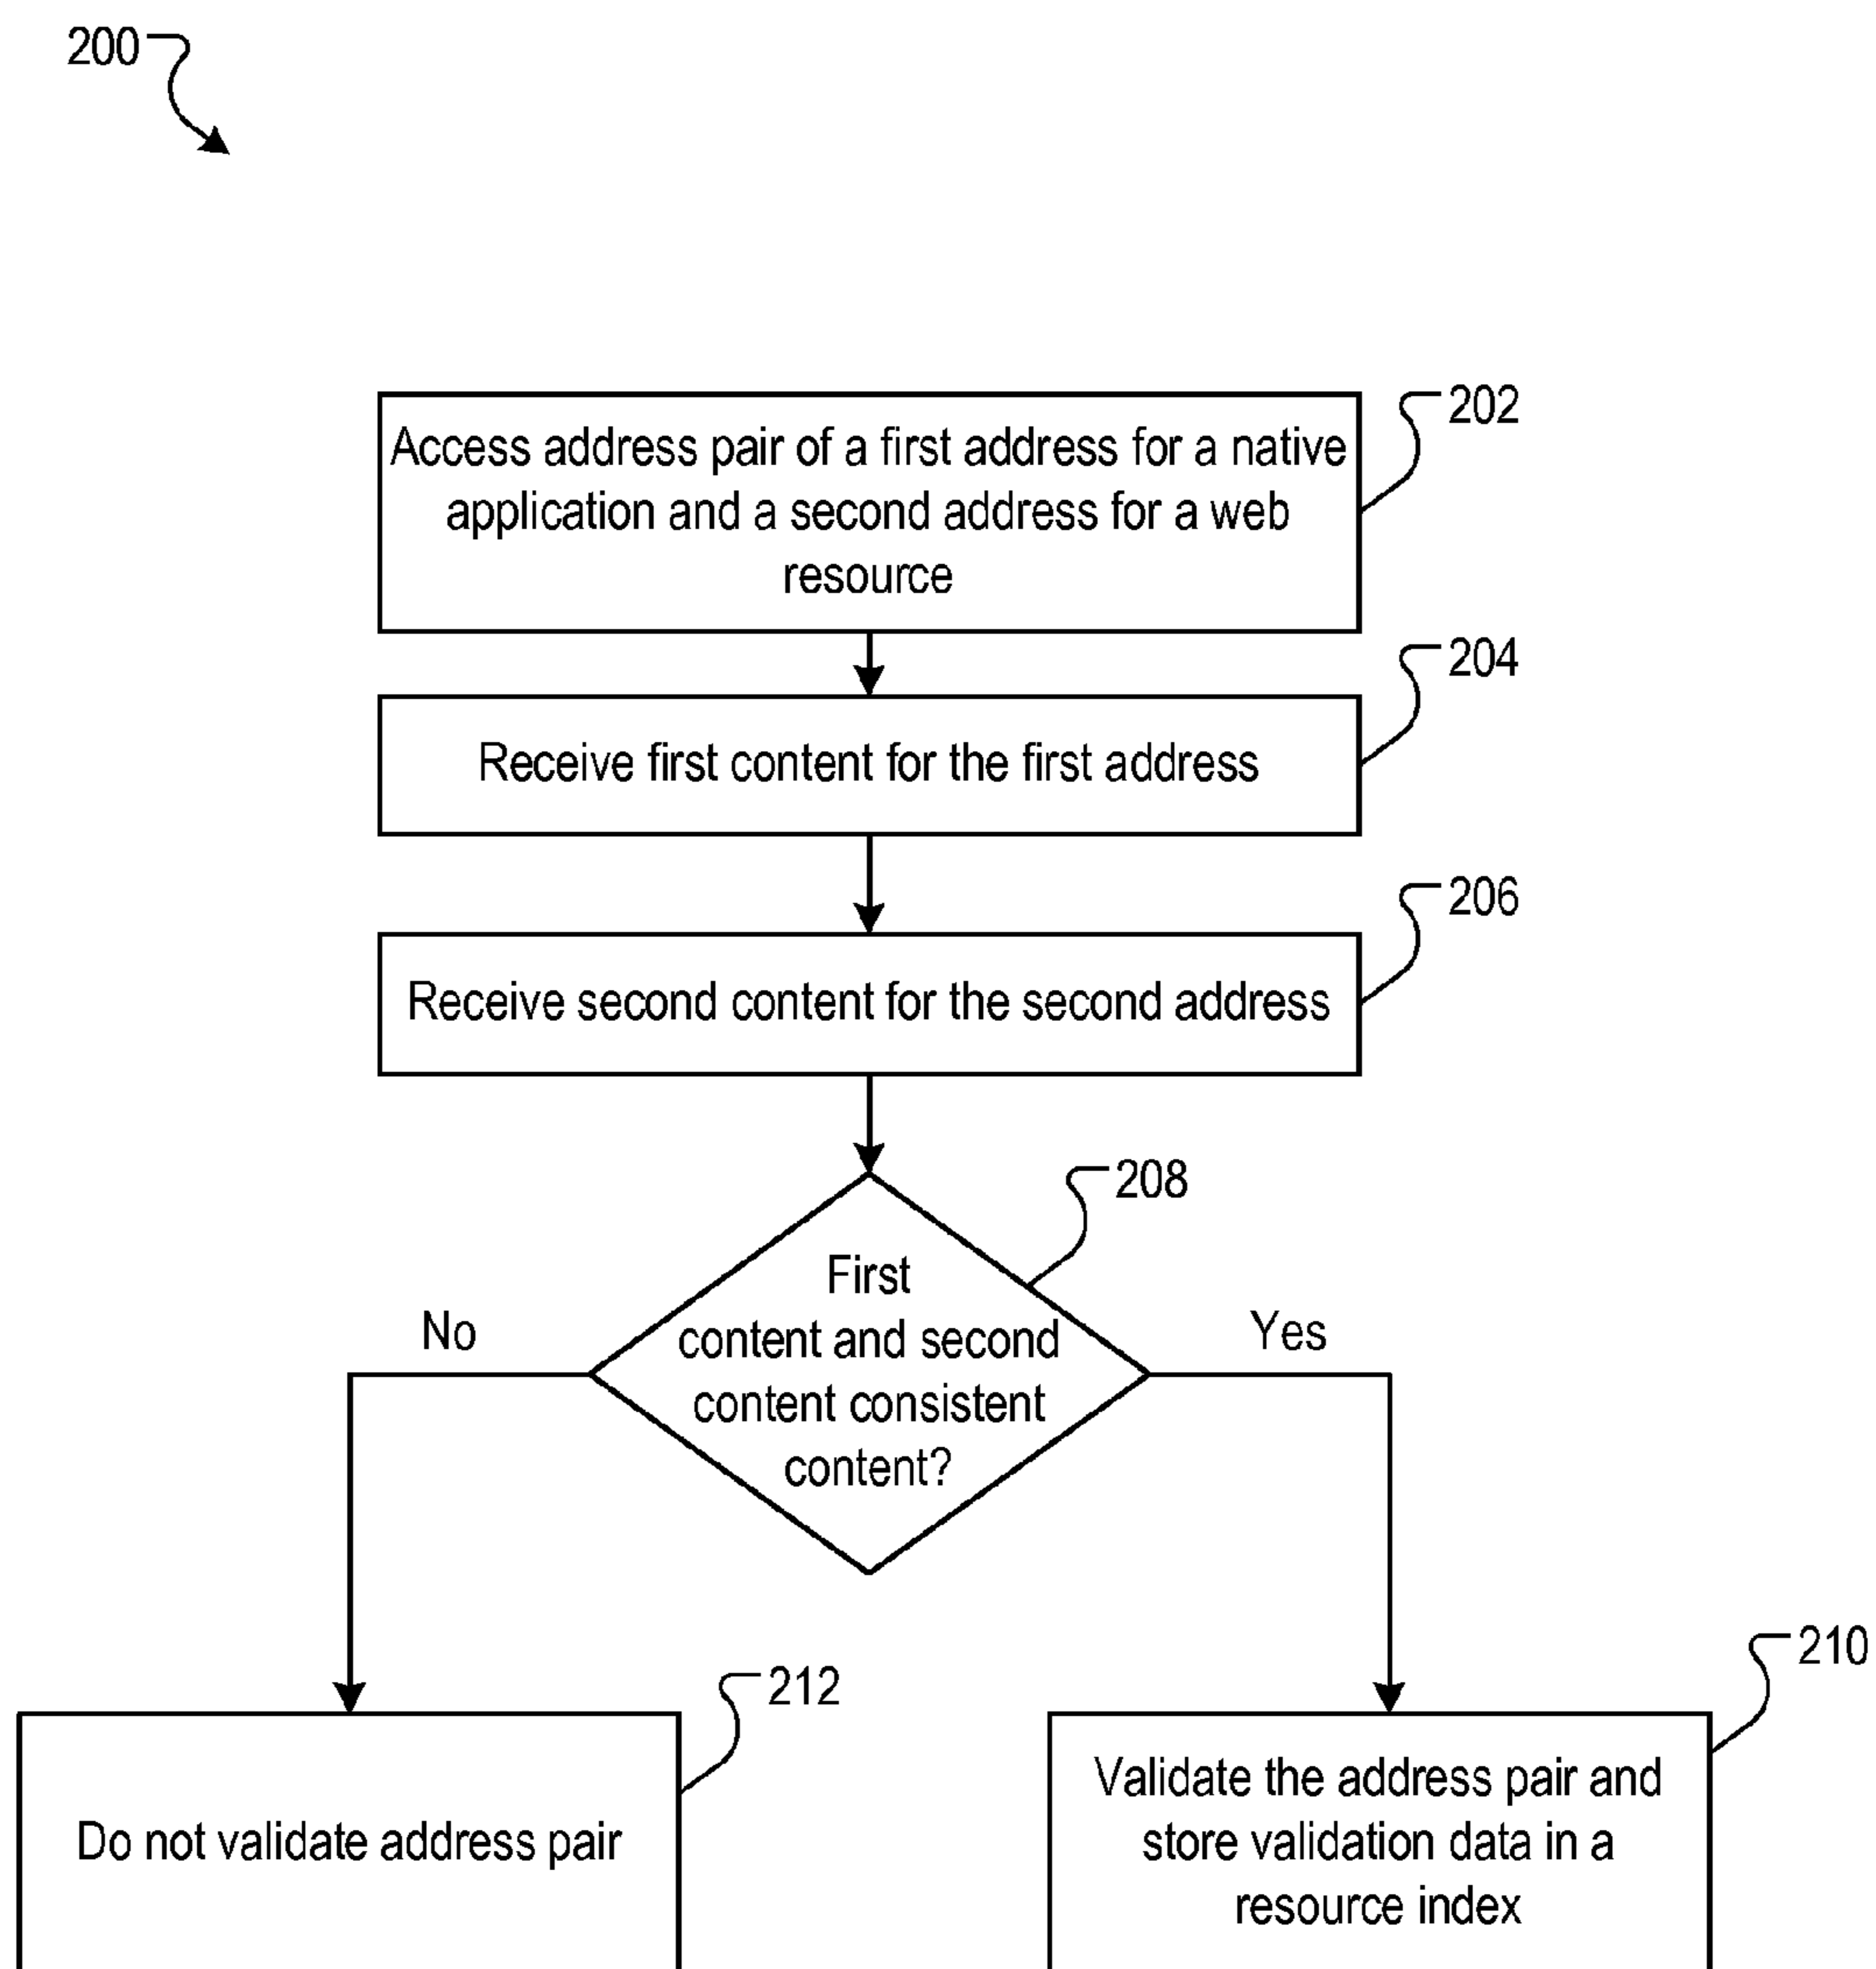 200
Access address pair of a first address for a native
application and a second address for a web
resource
202
Receive first content for the first address
204
Receive second content for the second address
206
First
content and second
content consistent
content?
208
No
Yes
Do not validate address pair
212
Validate the address pair and
store validation data in a
resource index
210